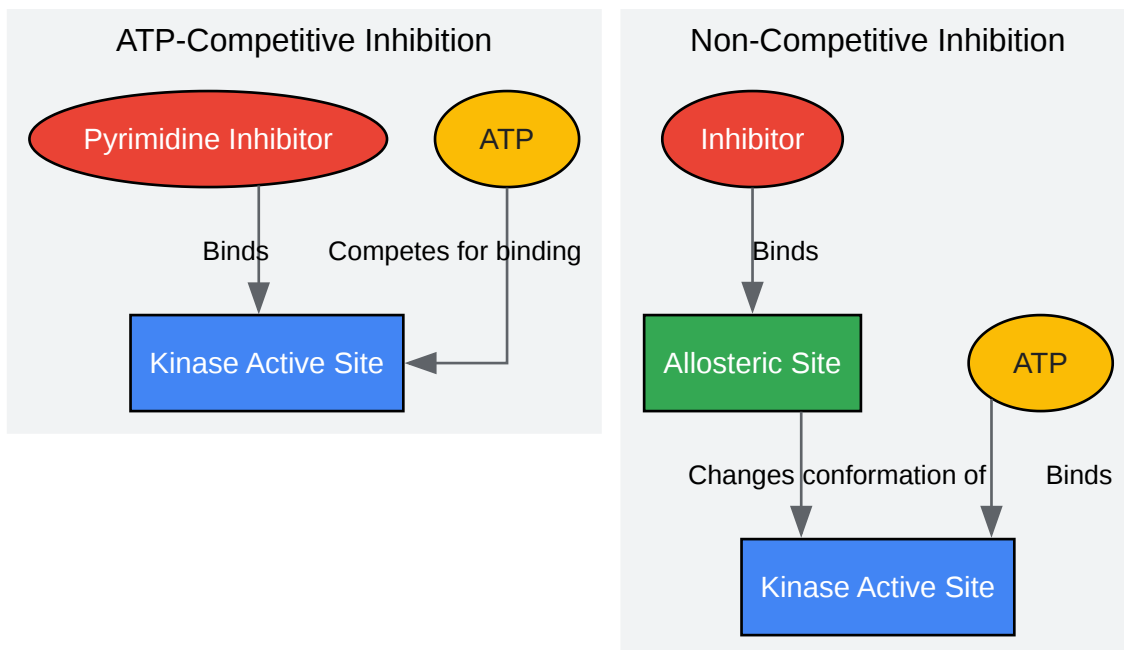 ATP-Competitive Inhibition
Pyrimidine Inhibitor
ATP
Binds
Competes for binding
Kinase Active Site
Non-Competitive Inhibition
Inhibitor
Binds
Allosteric Site
ATP
Changes conformation of
Binds
Kinase Active Site